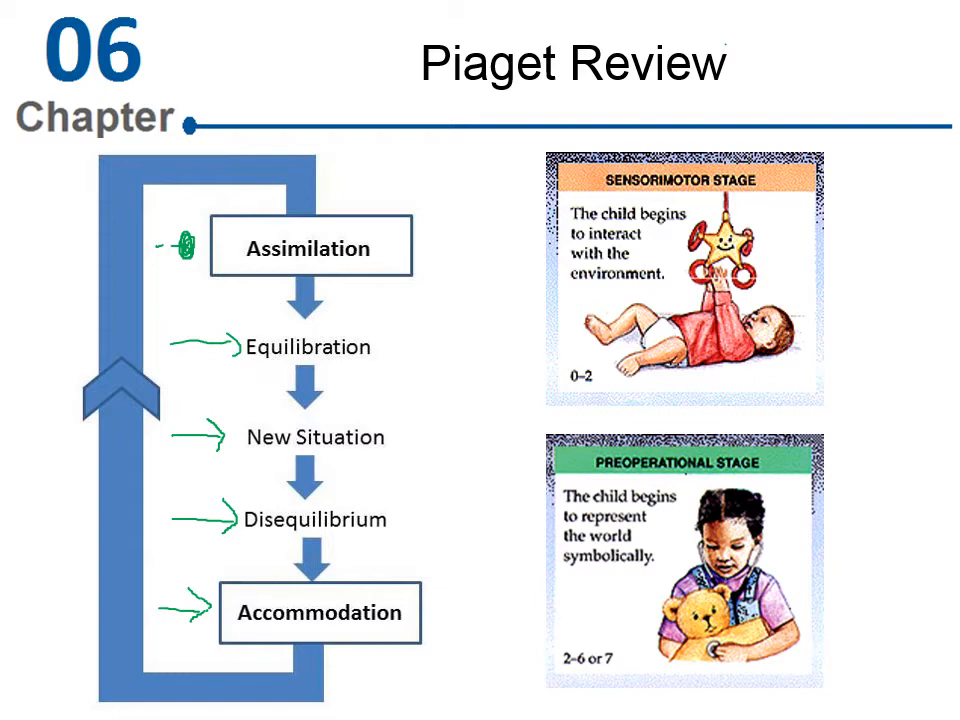 06
Chapter
Piaget Review
Assimilation
Equilibration
New Situation
Disequilibrium
Accommodation
SENSORIMOTOR STAGE
The child begins
to interact
with the
environment.
0–2
PREOPERATIONAL STAGE
The child begins
to represent
the world
symbolically.
2–6 or 7